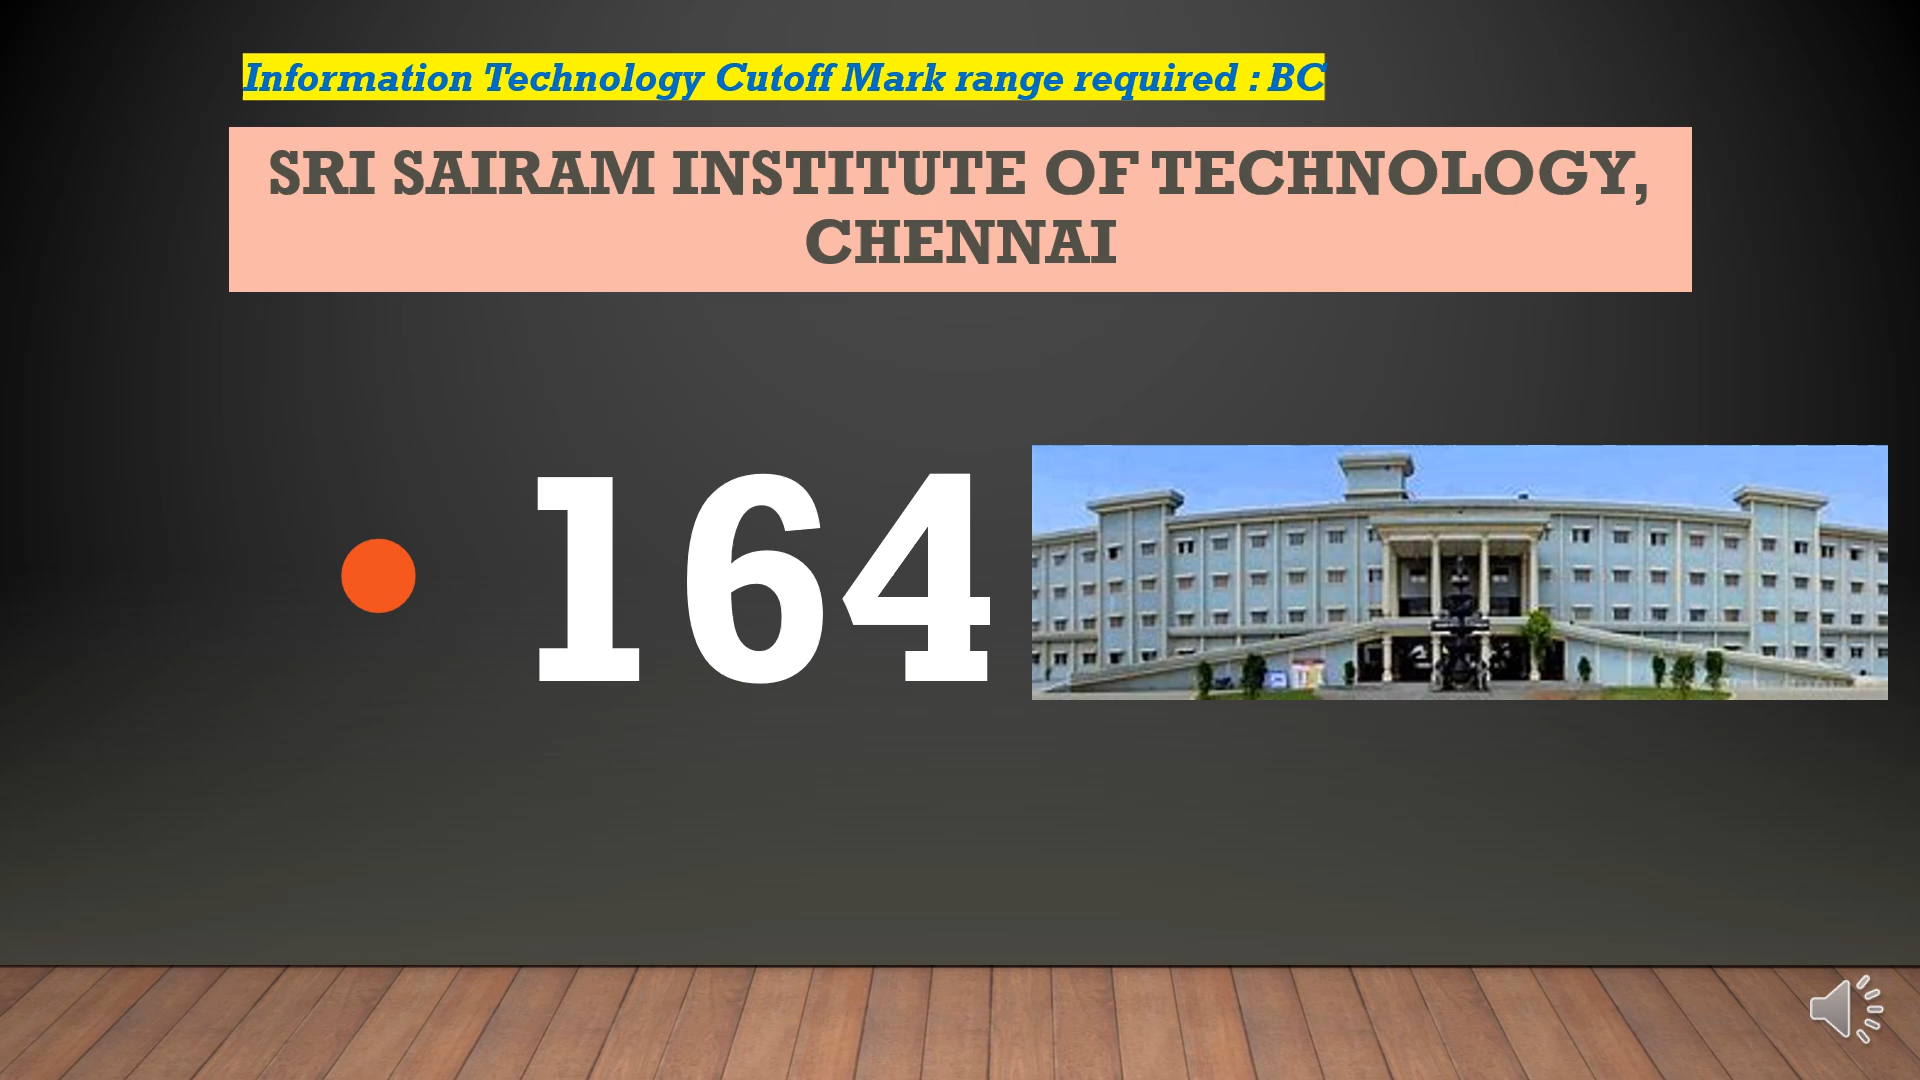 Information Technology Cutoff Mark range required : BC
SRI SAIRAM INSTITUTE OF TECHNOLOGY,
CHENNAI
164